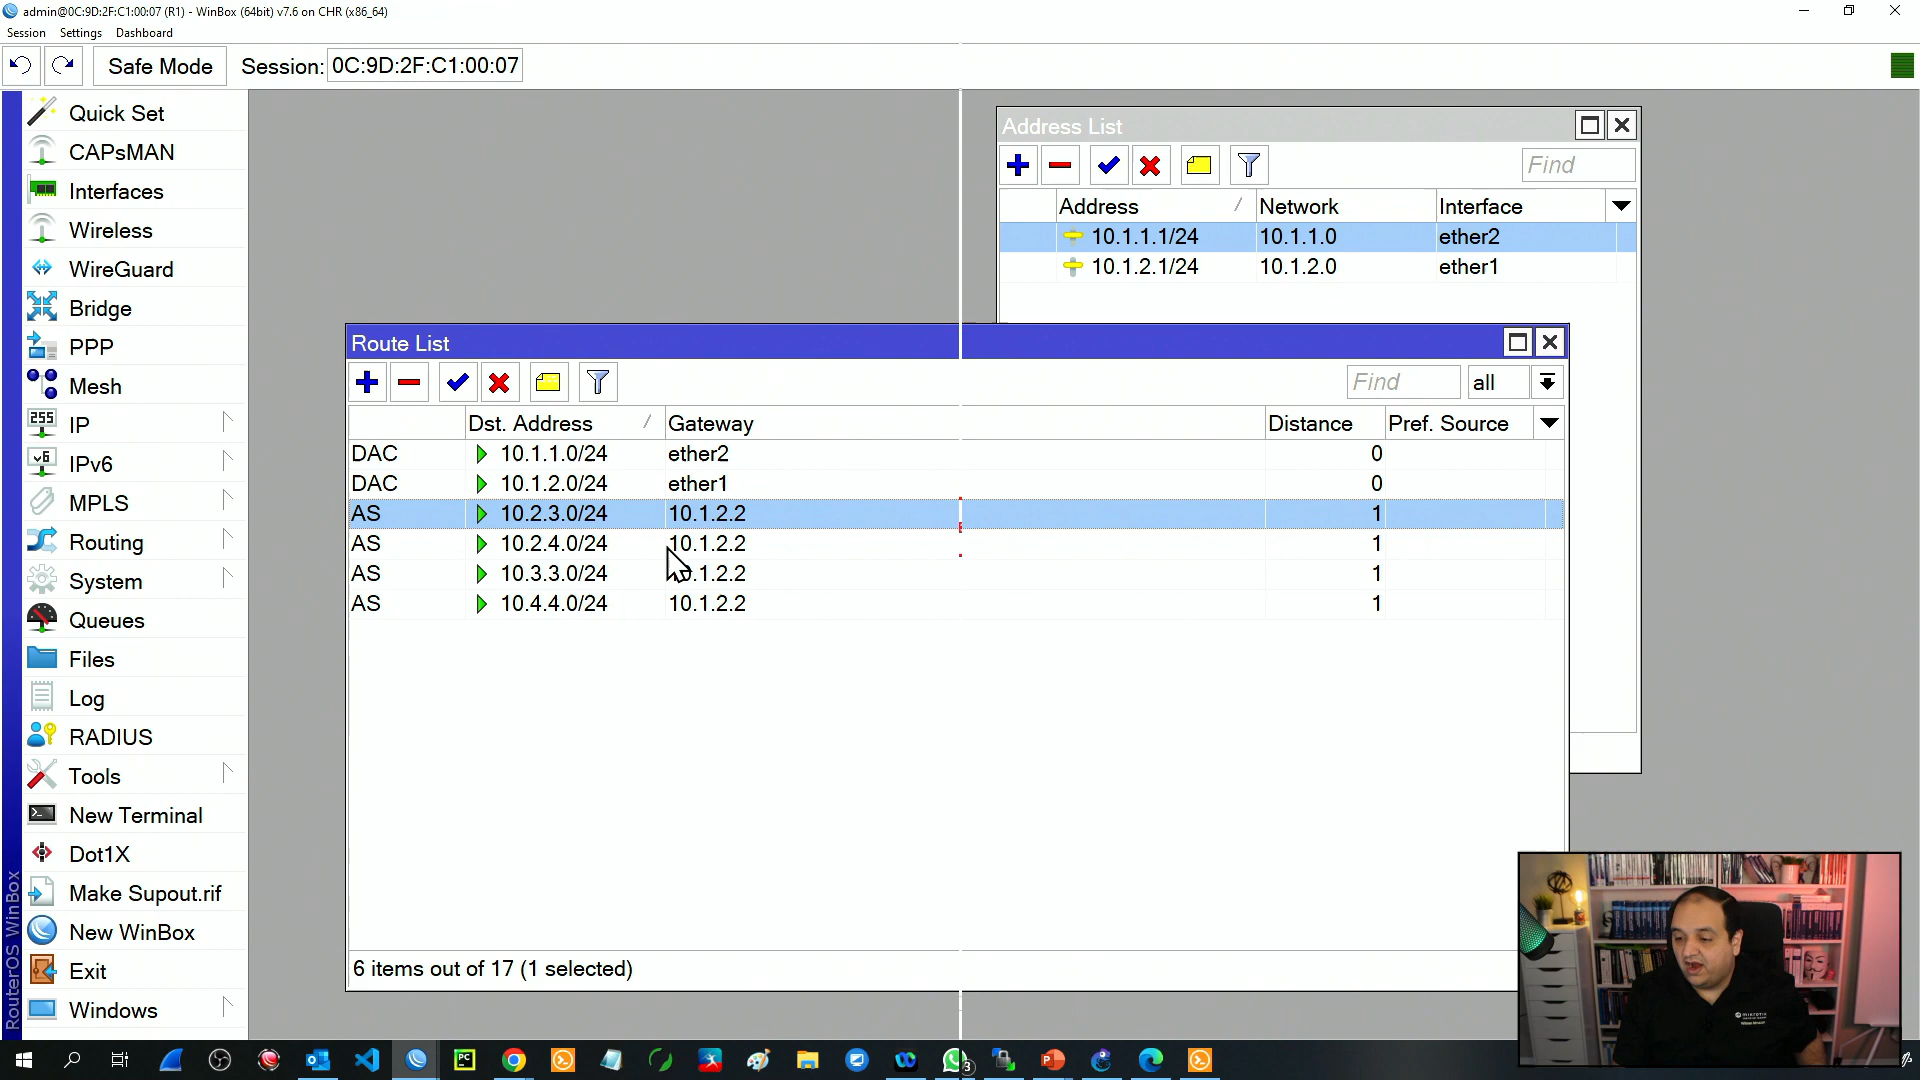 admin@0C:9D:2F:C1:00:07 (R1) - WinBox (64bit) v7.6 on CHR (x86_64)
Session Settings Dashboard
Safe Mode Session: 0C:9D:2F:C1:00:07
Quick Set
CAPsMAN
Interfaces
Wireless
WireGuard
Bridge
PPP
Mesh
255 IP
v6 IPv6
MPLS
Routing
System
Queues
Files
Log
RADIUS
Tools
New Terminal
Dot1X
Make Supout.rif
New WinBox
Exit
Windows
RouterOS WinBox
Address List
Find
Address Network Interface
10.1.1.1/24 10.1.1.0 ether2
10.1.2.1/24 10.1.2.0 ether1
Route List
Find all
Dst. Address Gateway Distance Pref. Source
DAC 10.1.1.0/24 ether2 0
DAC 10.1.2.0/24 ether1 0
AS 10.2.3.0/24 10.1.2.2 1
AS 10.2.4.0/24 10.1.2.2 1
AS 10.3.3.0/24 10.1.2.2 1
AS 10.4.4.0/24 10.1.2.2 1
6 items out of 17 (1 selected)
PC
3